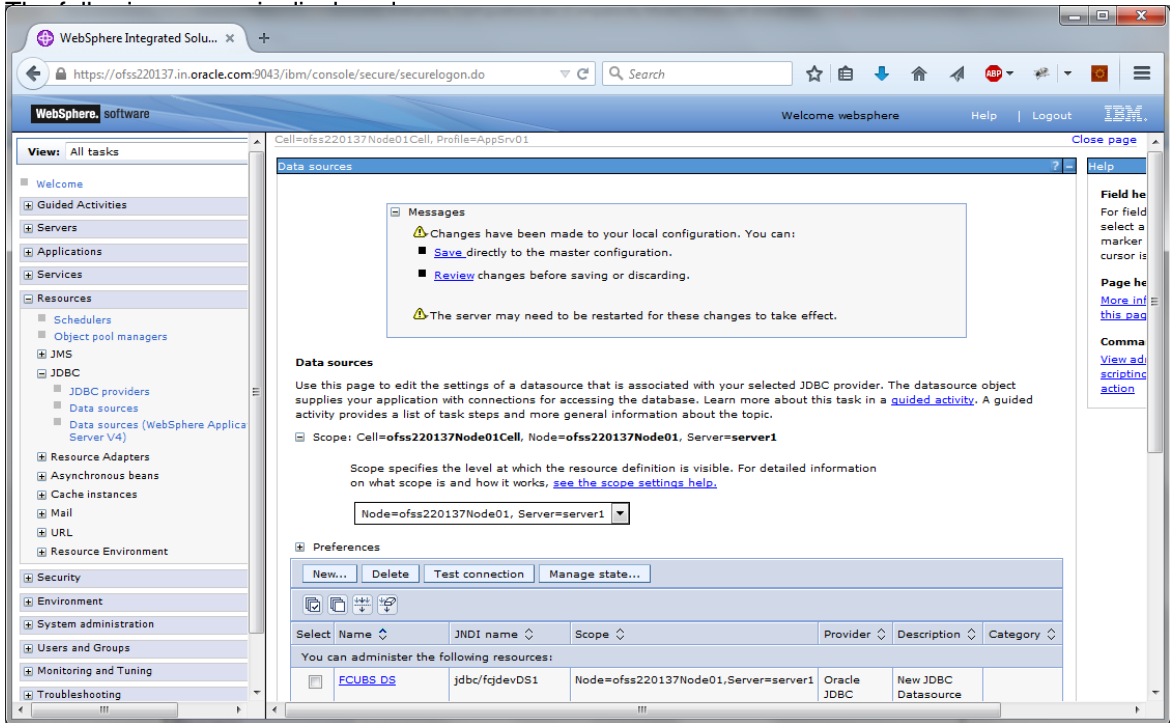 WebSphere Integrated Solu...
https://ofss220137.in.oracle.com:9043/ibm/console/secure/securelogon.do
Search
ABP
WebSphere. software
Welcome websphere
Help | Logout
IBM.
View: All tasks
Welcome
Guided Activities
Servers
Applications
Services
Resources
Schedulers
Object pool managers
JMS
JDBC
JDBC providers
Data sources
Data sources (WebSphere Applica
Server V4)
Resource Adapters
Asynchronous beans
Cache instances
Mail
URL
Resource Environment
Security
Environment
System administration
Users and Groups
Monitoring and Tuning
Troubleshooting
Cell=ofss220137Node01Cell, Profile=AppSrv01
Close page
Data sources ? -
Messages
Changes have been made to your local configuration. You can:
Save directly to the master configuration.
Review changes before saving or discarding.
The server may need to be restarted for these changes to take effect.
Data sources
Use this page to edit the settings of a datasource that is associated with your selected JDBC provider. The datasource object
supplies your application with connections for accessing the database. Learn more about this task in a guided activity. A guided
activity provides a list of task steps and more general information about the topic.
Scope: Cell=ofss220137Node01Cell, Node=ofss220137Node01, Server=server1
Scope specifies the level at which the resource definition is visible. For detailed information
on what scope is and how it works, see the scope settings help.
Node=ofss220137Node01, Server=server1
Preferences
New... Delete Test connection Manage state...
Select Name JNDI name Scope Provider Description Category
You can administer the following resources:
FCUBS DS jdbc/fcjdevDS1 Node=ofss220137Node01,Server=server1 Oracle JDBC New JDBC Datasource
Help
Field he
For field
select a
marker
cursor is
Page he
More inf
this pag
Comma
View adr
scripting
action